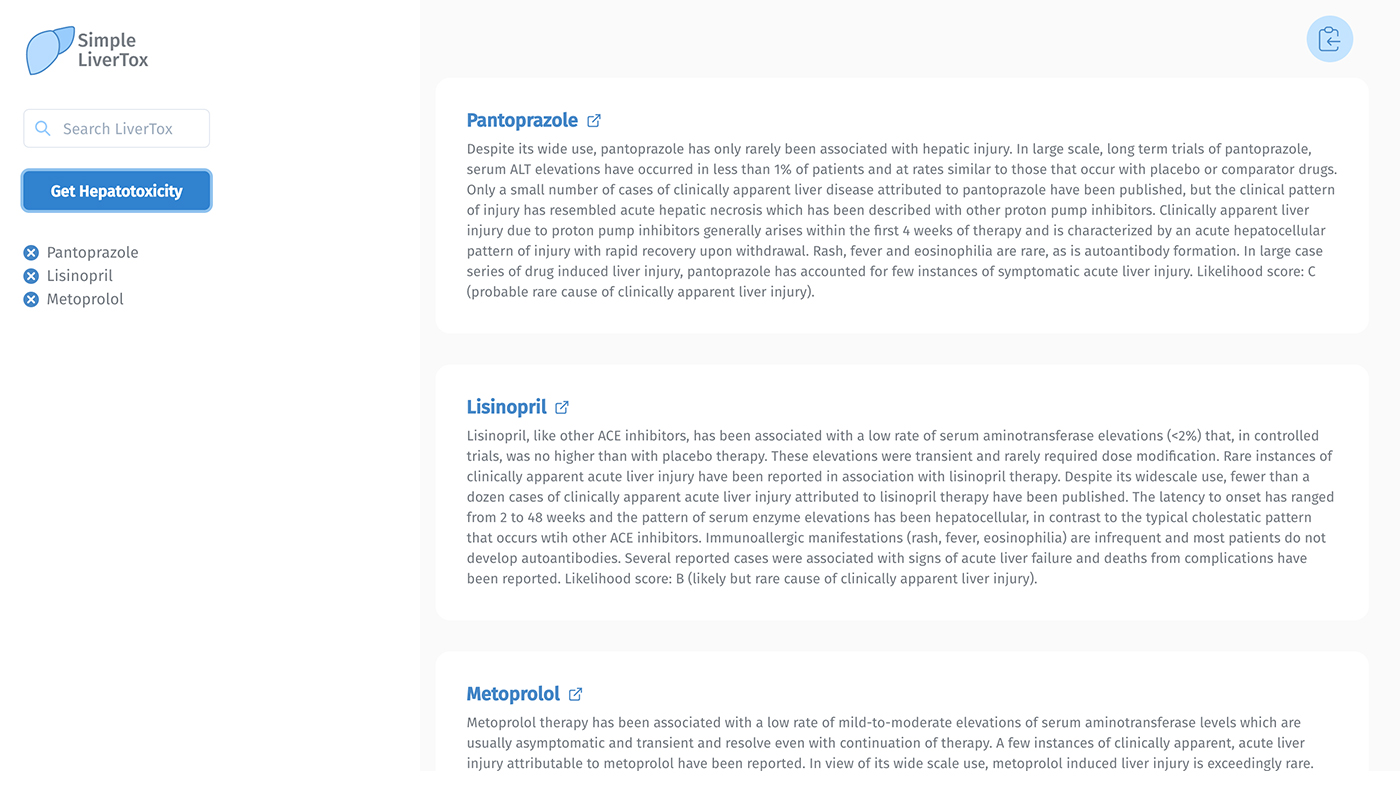 Simple
LiverTox
Search LiverTox
Get Hepatotoxicity
Pantoprazole
Lisinopril
Metoprolol
Pantoprazole
Despite its wide use, pantoprazole has only rarely been associated with hepatic injury. In large scale, long term trials of pantoprazole,
serum ALT elevations have occurred in less than 1% of patients and at rates similar to those that occur with placebo or comparator drugs.
Only a small number of cases of clinically apparent liver disease attributed to pantoprazole have been published, but the clinical pattern
of injury has resembled acute hepatic necrosis which has been described with other proton pump inhibitors. Clinically apparent liver
injury due to proton pump inhibitors generally arises within the first 4 weeks of therapy and is characterized by an acute hepatocellular
pattern of injury with rapid recovery upon withdrawal. Rash, fever and eosinophilia are rare, as is autoantibody formation. In large case
series of drug induced liver injury, pantoprazole has accounted for few instances of symptomatic acute liver injury. Likelihood score: C
(probable rare cause of clinically apparent liver injury).
Lisinopril
Lisinopril, like other ACE inhibitors, has been associated with a low rate of serum aminotransferase elevations (<2%) that, in controlled
trials, was no higher than with placebo therapy. These elevations were transient and rarely required dose modification. Rare instances of
clinically apparent acute liver injury have been reported in association with lisinopril therapy. Despite its widescale use, fewer than a
dozen cases of clinically apparent acute liver injury attributed to lisinopril therapy have been published. The latency to onset has ranged
from 2 to 48 weeks and the pattern of serum enzyme elevations has been hepatocellular, in contrast to the typical cholestatic pattern
that occurs wtih other ACE inhibitors. Immunoallergic manifestations (rash, fever, eosinophilia) are infrequent and most patients do not
develop autoantibodies. Several reported cases were associated with signs of acute liver failure and deaths from complications have
been reported. Likelihood score: B (likely but rare cause of clinically apparent liver injury).
Metoprolol
Metoprolol therapy has been associated with a low rate of mild-to-moderate elevations of serum aminotransferase levels which are
usually asymptomatic and transient and resolve even with continuation of therapy. A few instances of clinically apparent, acute liver
injury attributable to metoprolol have been reported. In view of its wide scale use, metoprolol induced liver injury is exceedingly rare.